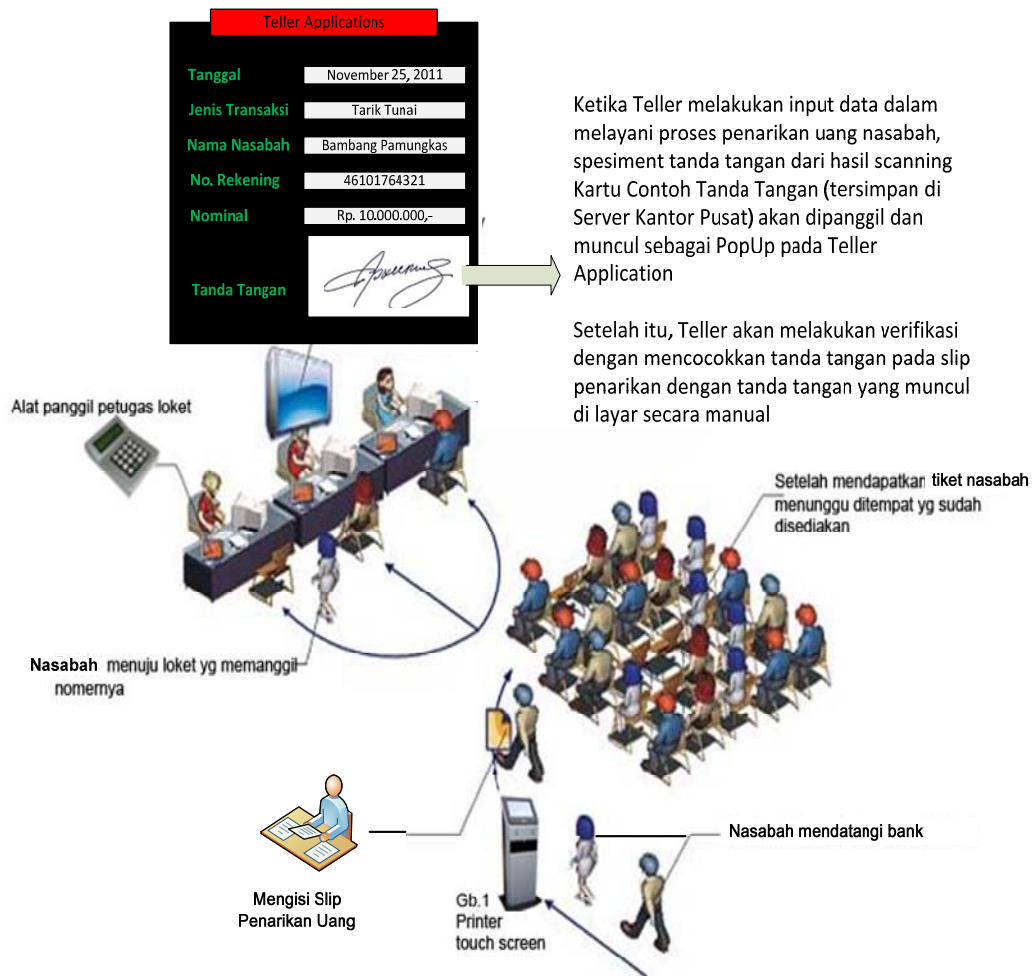 Teller Applications
Tanggal November 25, 2011
Jenis Transaksi Tarik Tunai
Nama Nasabah Bambang Pamungkas
No. Rekening 46101764321
Nominal Rp. 10.000.000,-
Tanda Tangan
Ketika Teller melakukan input data dalam
melayani proses penarikan uang nasabah,
spesiment tanda tangan dari hasil scanning
Kartu Contoh Tanda Tangan (tersimpan di
Server Kantor Pusat) akan dipanggil dan
muncul sebagai PopUp pada Teller
Application
Setelah itu, Teller akan melakukan verifikasi
dengan mencocokkan tanda tangan pada slip
penarikan dengan tanda tangan yang muncul
di layar secara manual
Alat panggil petugas loket
Setelah mendapatkan tiket nasabah
menunggu ditempat yg sudah
disediakan
Nasabah menuju loket yg memanggil
nomernya
Nasabah mendatangi bank
Mengisi Slip
Penarikan Uang
Gb.1
Printer
touch screen